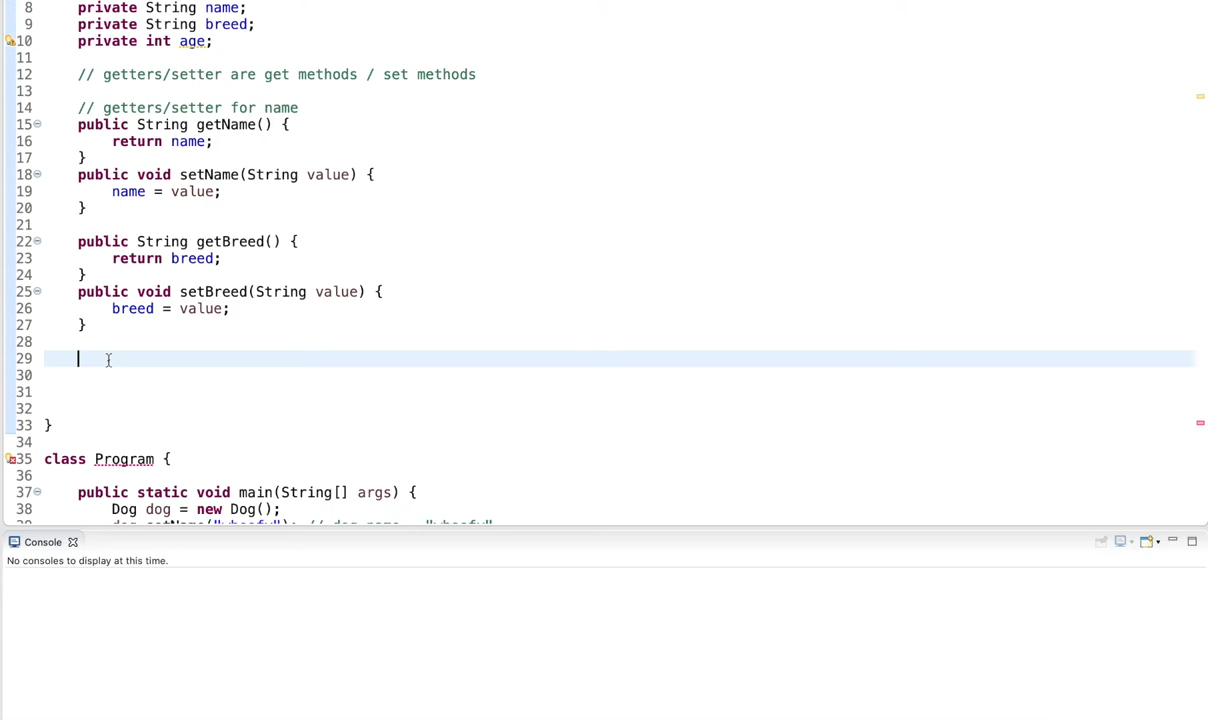 8 private String name;
9 private String breed;
10 private int age;
11
12 // getters/setter are get methods / set methods
13
14 // getters/setter for name
15 public String getName() {
16 return name;
17 }
18 public void setName(String value) {
19 name = value;
20 }
21
22 public String getBreed() {
23 return breed;
24 }
25 public void setBreed(String value) {
26 breed = value;
27 }
28
29
30
31
32
33 }
34
35 class Program {
36
37 public static void main(String[] args) {
38 Dog dog = new Dog();
Console
No consoles to display at this time.